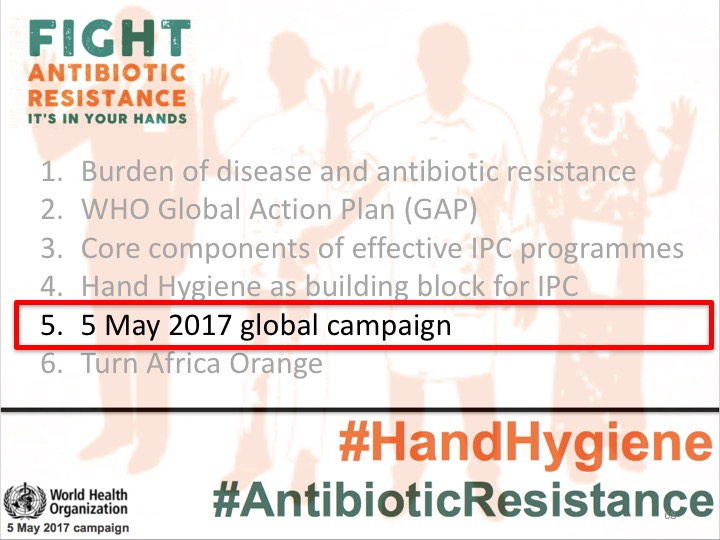 FIGHT
ANTIBIOTIC
RESISTANCE
IT'S IN YOUR HANDS
1. Burden of disease and antibiotic resistance
2. WHO Global Action Plan (GAP)
3. Core components of effective IPC programmes
4. Hand Hygiene as building block for IPC
5. 5 May 2017 global campaign
6. Turn Africa Orange
#HandHygiene
#AntibioticResistance
World Health
Organization
5 May 2017 campaign